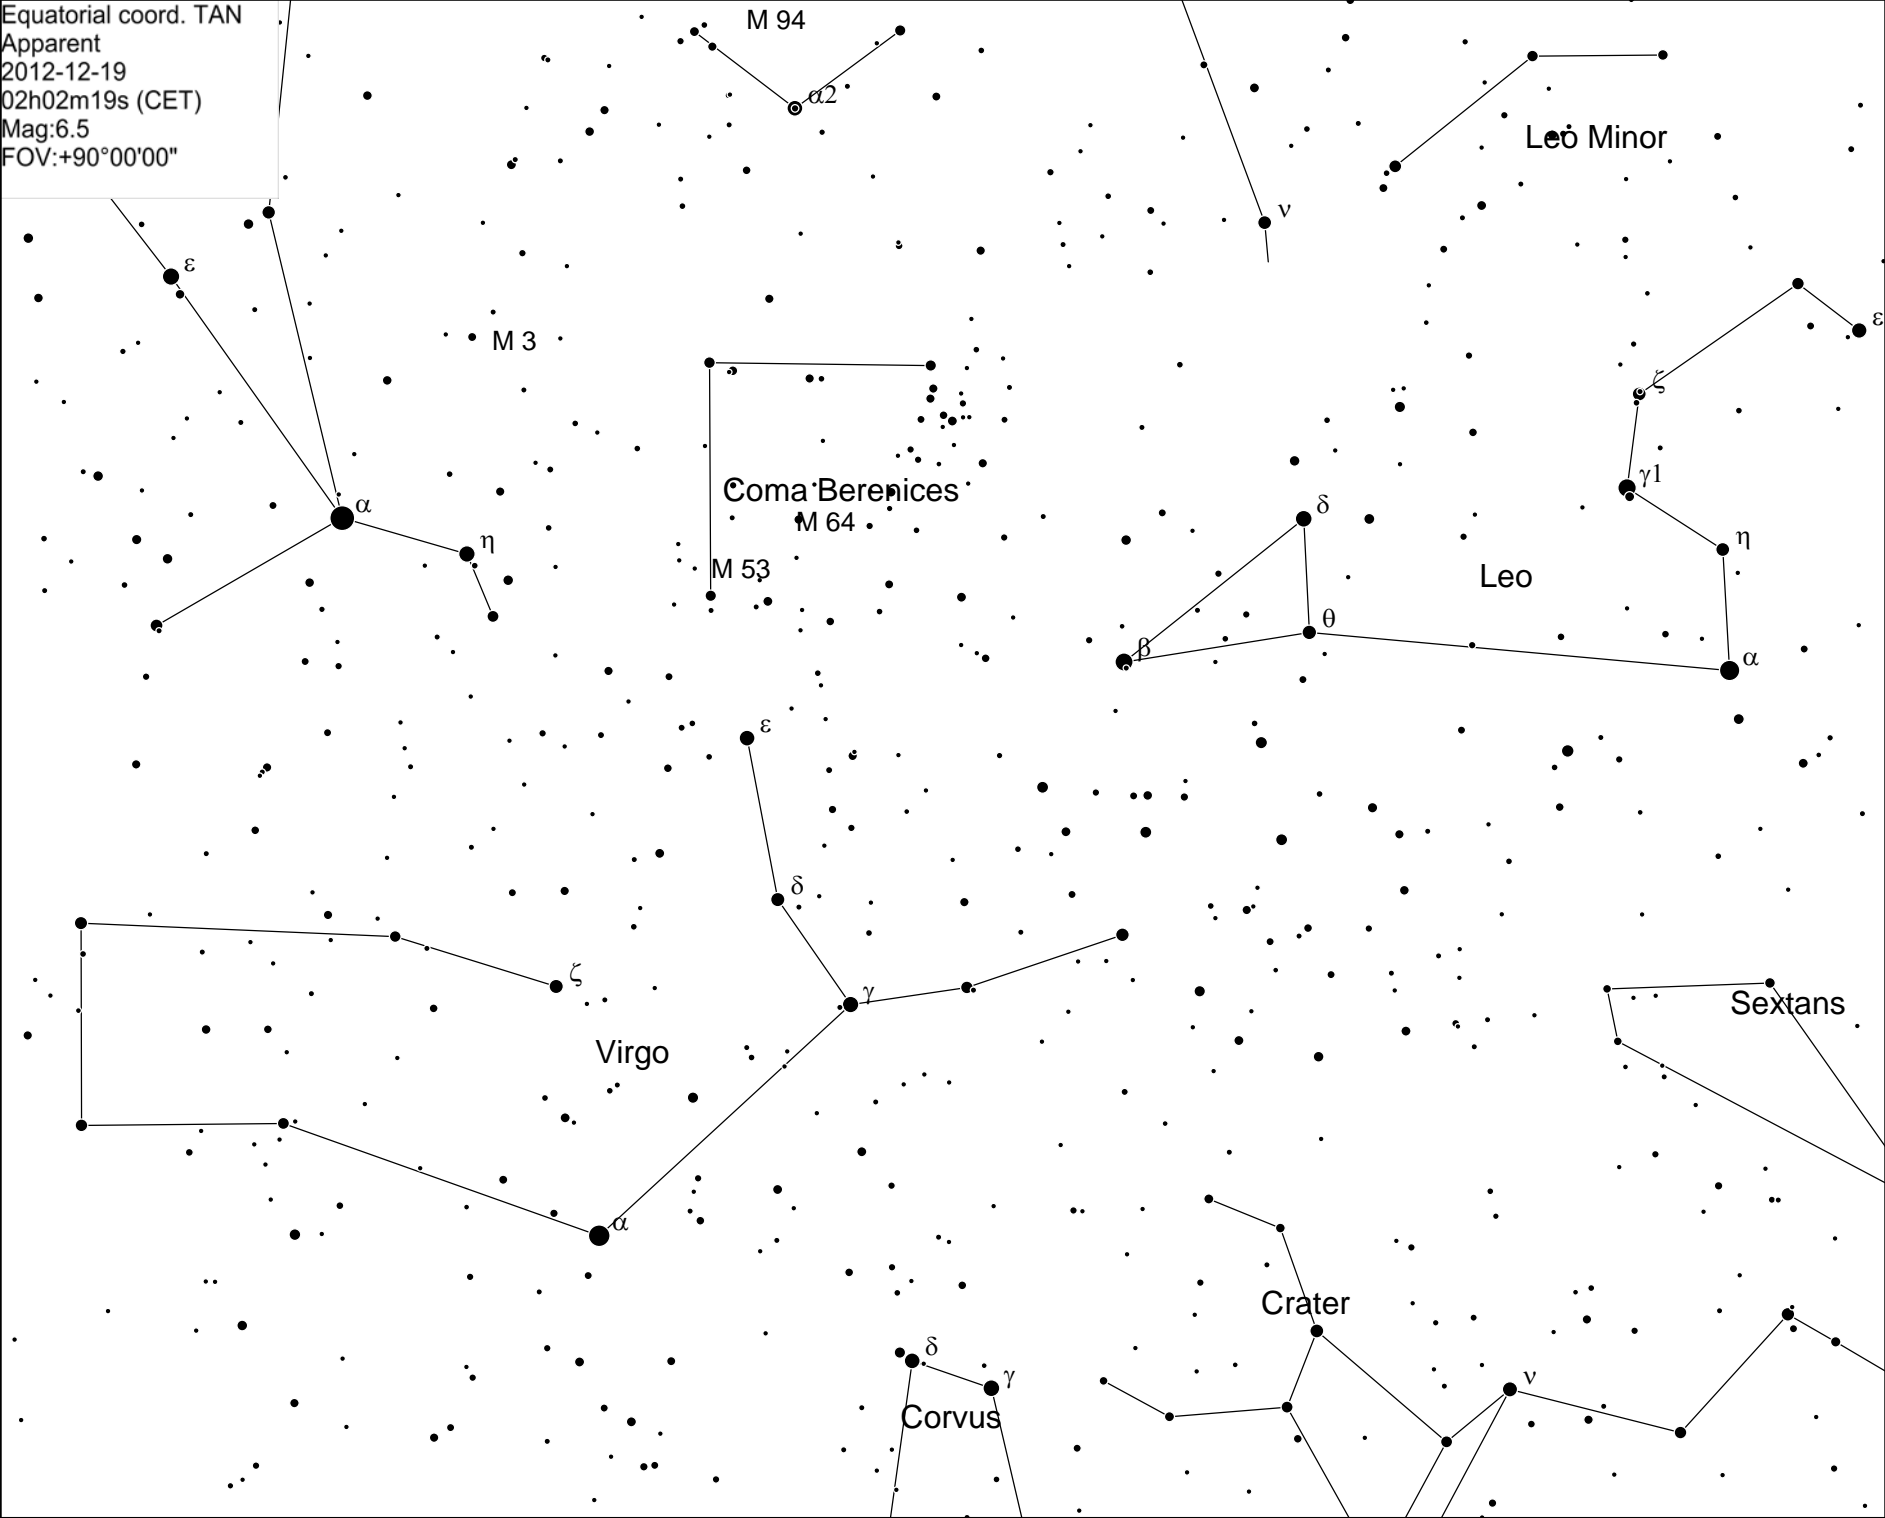 Equatorial coord. TAN
Apparent
2012-12-19
02h02m19s (CET)
Mag:6.5
FOV:+90°00'00"
M 94
α2
Leo Minor
ν
ε
ε
M 3
ζ
γ1
Coma Berenices
α
δ
M 64
η
η
M 53
Leo
θ
β
α
ε
δ
ζ
γ
Sextans
Virgo
α
Crater
δ
γ
ν
Corvus